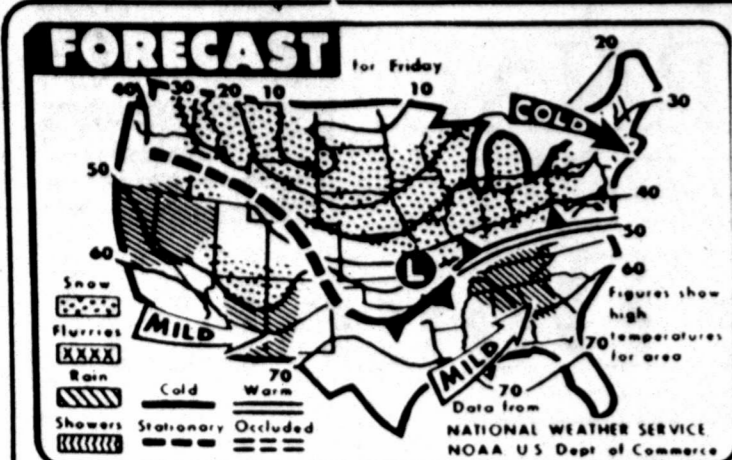 FORECAST for Friday
20
40 30 20 10 10
30
COLD
50
40
50
60
60
L
Snow
Figures show
high
temperatures
for area
Flurries
MILD
70
Rain
Cold Warm
70
MILD
70
Data from
Showers
Stationary Occluded
NATIONAL WEATHER SERVICE
NOAA U S Dept of Commerce